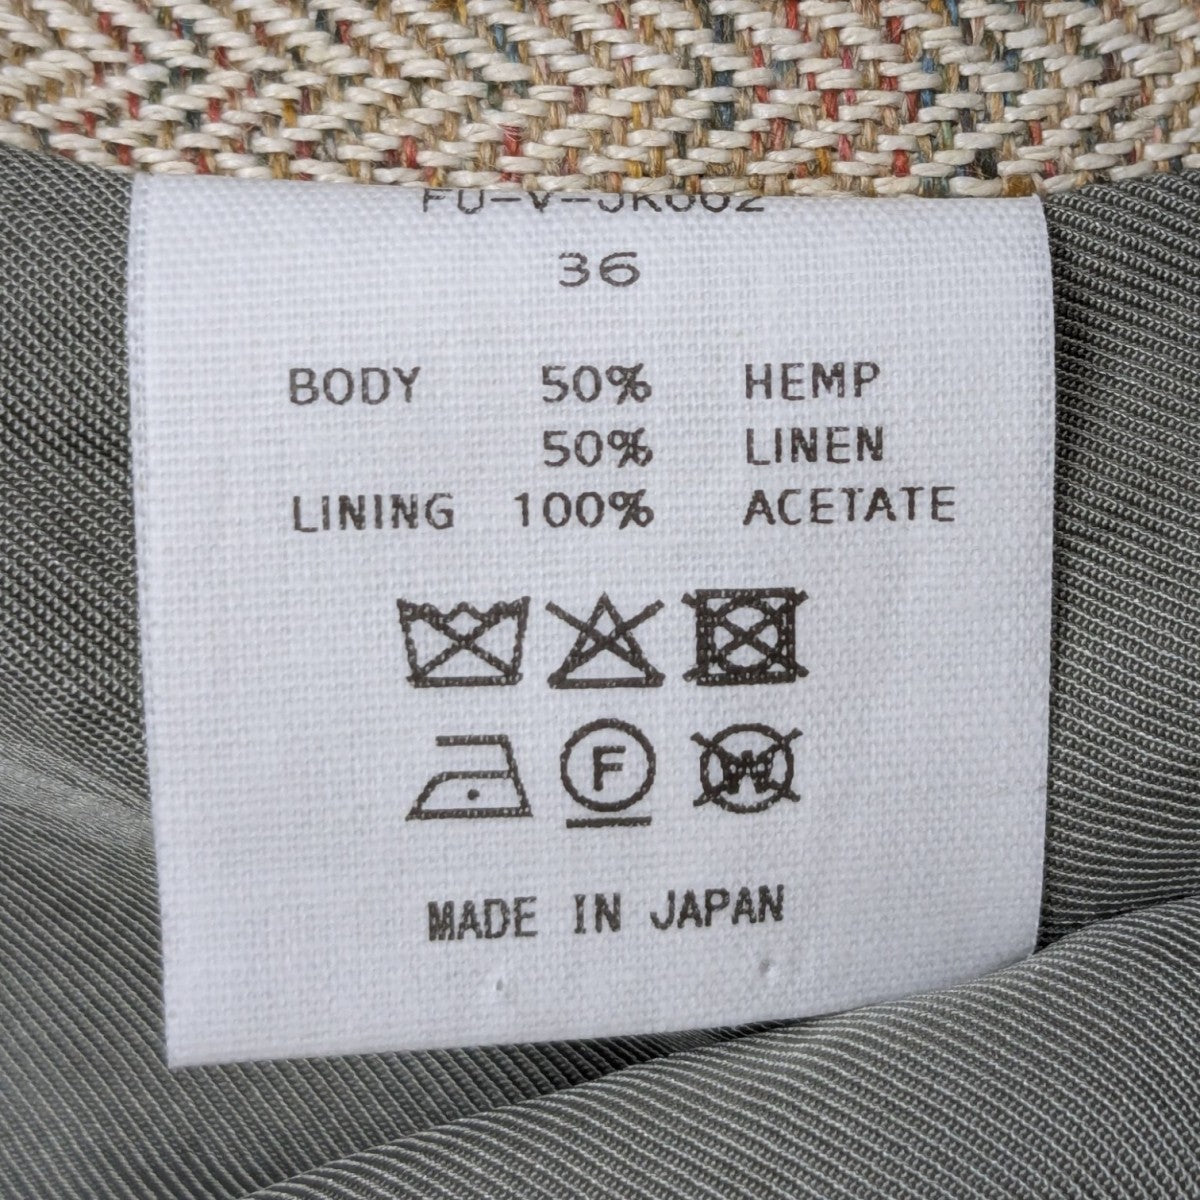 36
BODY 50% HEMP
50% LINEN
LINING 100% ACETATE
F W
MADE IN JAPAN